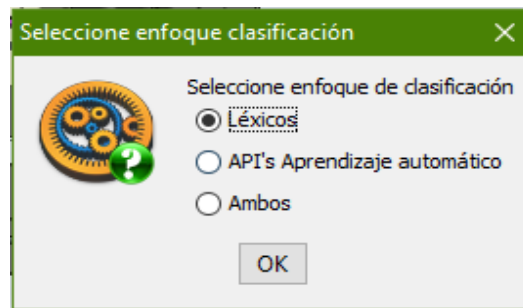 Seleccione enfoque clasificación
Seleccione enfoque de clasificación
Léxicos
API's Aprendizaje automático
Ambos
OK